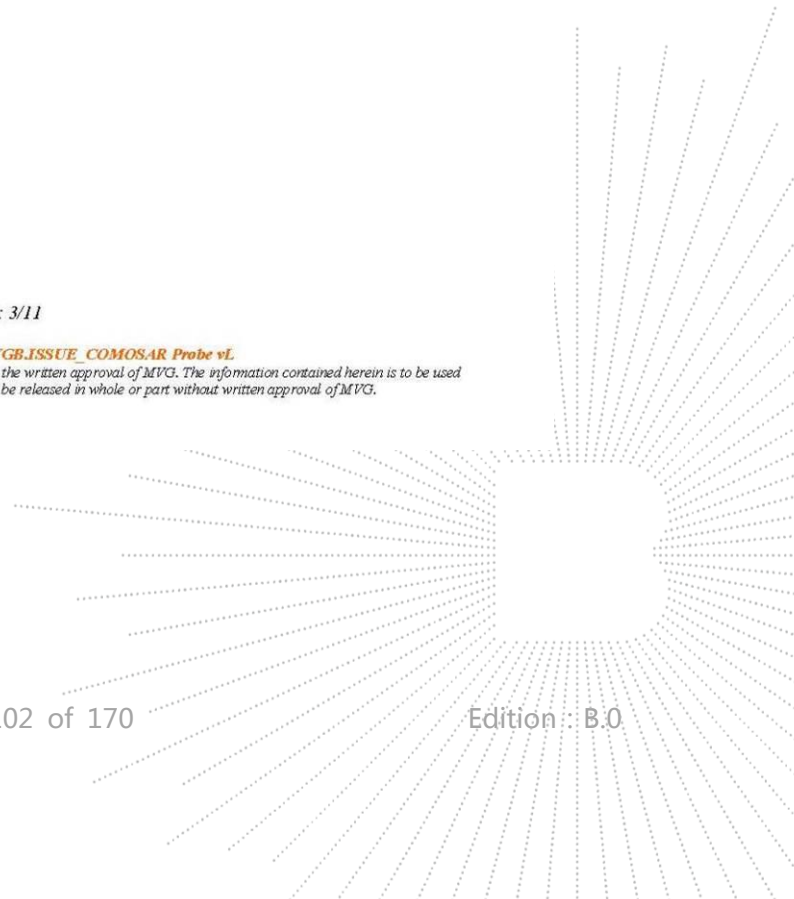 : 3/11
GB.ISSUE_COMOSAR Probe vL
the written approval of MVG. The information contained herein is to be used
be released in whole or part without written approval of MVG.
02 of 170 Edition : B.0